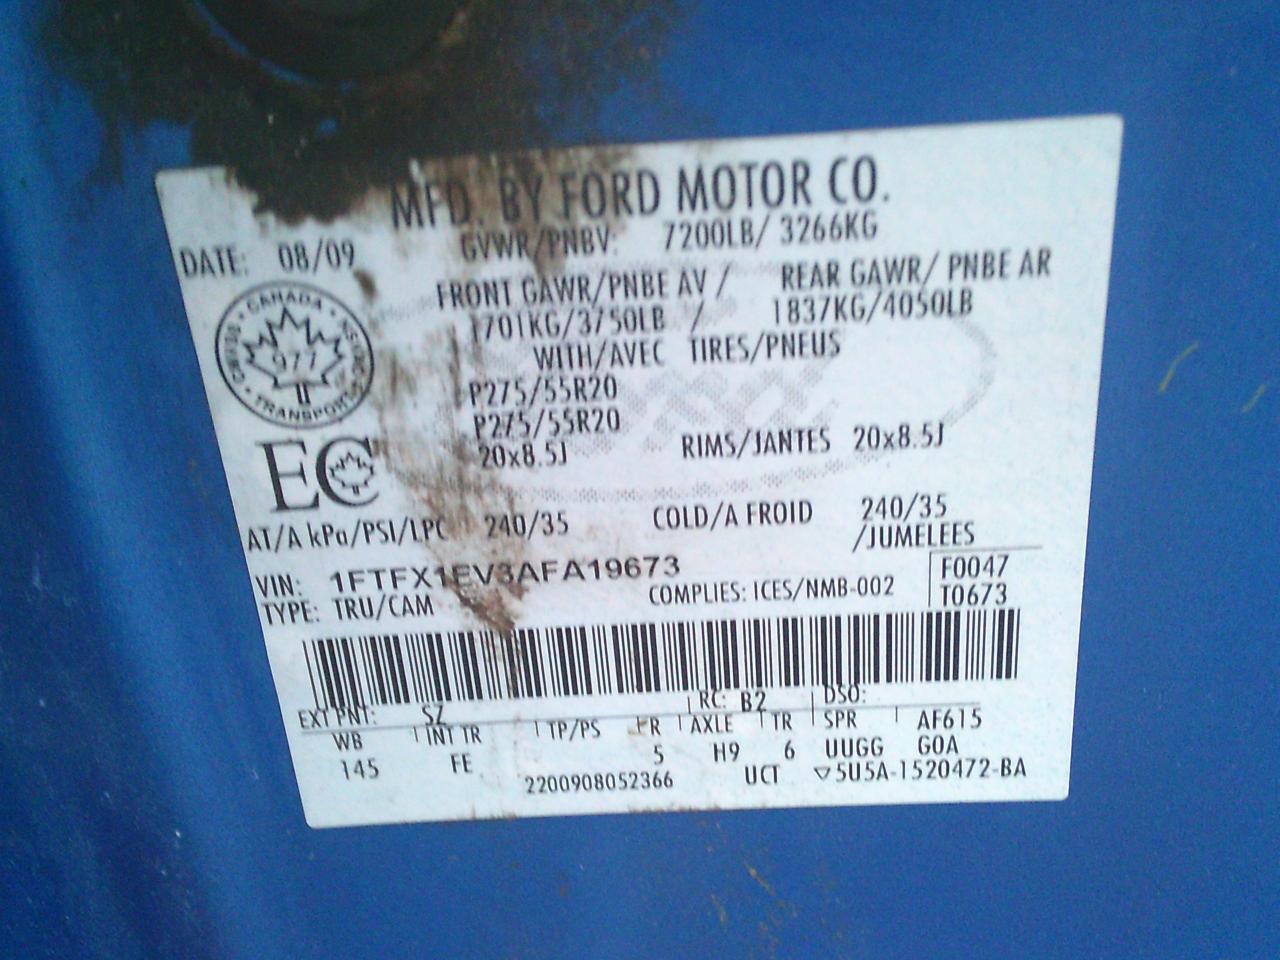 MFD. BY FORD MOTOR CO.
DATE: 08/09 GVWR/PNBV: 7200LB/ 3266KG
FRONT GAWR/PNBE AV / REAR GAWR/ PNBE AR
1701KG/3750LB / 1837KG/4050LB
WITH/AVEC TIRES/PNEUS
CANADA
977
TRANSPORT
P275/55R20
P275/55R20
20x8.5J RIMS/JANTES 20x8.5J
EC
AT/A kPa/PSI/LPC 240/35 COLD/A FROID 240/35
/JUMELEES
VIN: 1FTFX1EV3AFA19673 F0047
TYPE: TRU/CAM COMPLIES: ICES/NMB-002 T0673
EXT PNT: SZ RC: B2 DSO:
WB INT TR TP/PS R AXLE TR SPR AF615
145 FE 5 H9 6 UUGG GOA
2200908052366 UCT ▽5U5A-1520472-BA